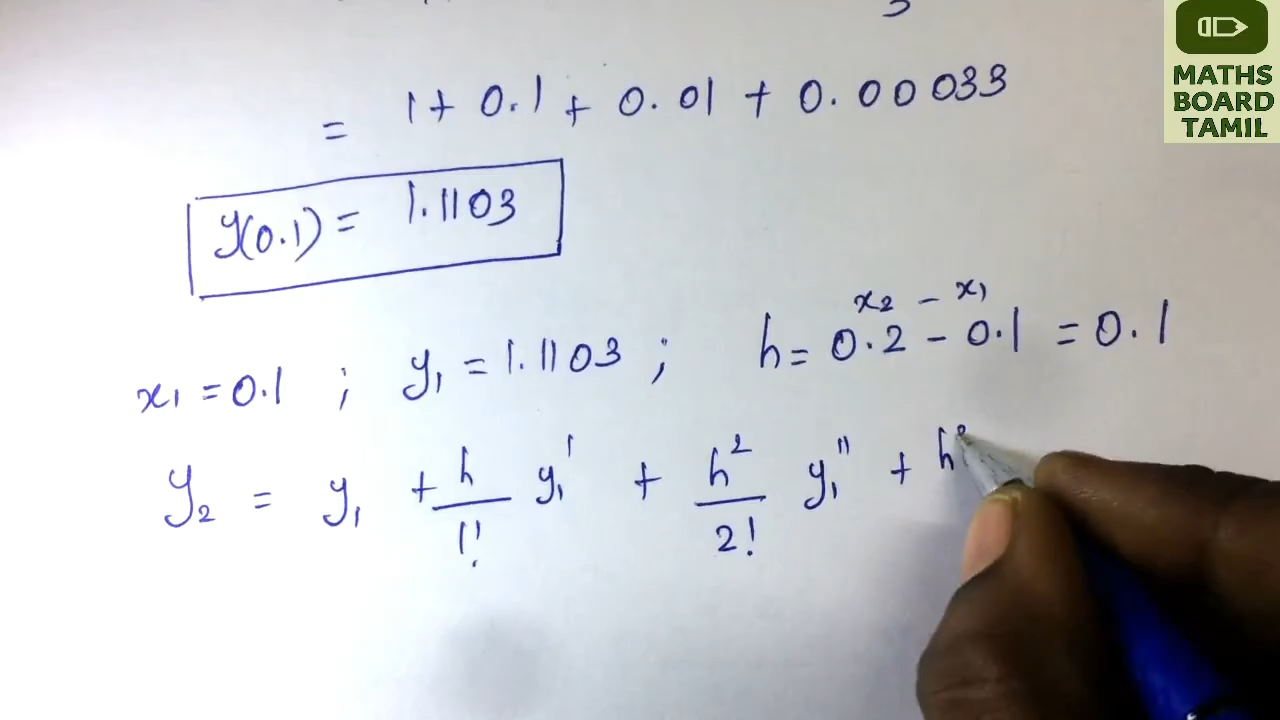 MATHS
BOARD
TAMIL
= 1 + 0.1 + 0.01 + 0.00033
y(0.1) = 1.1103
x₂ - x₁
x₁ = 0.1 ; y₁ = 1.1103 ; h = 0.2 - 0.1 = 0.1
y₂ = y₁ + h/1! y₁' + h²/2! y₁'' + h